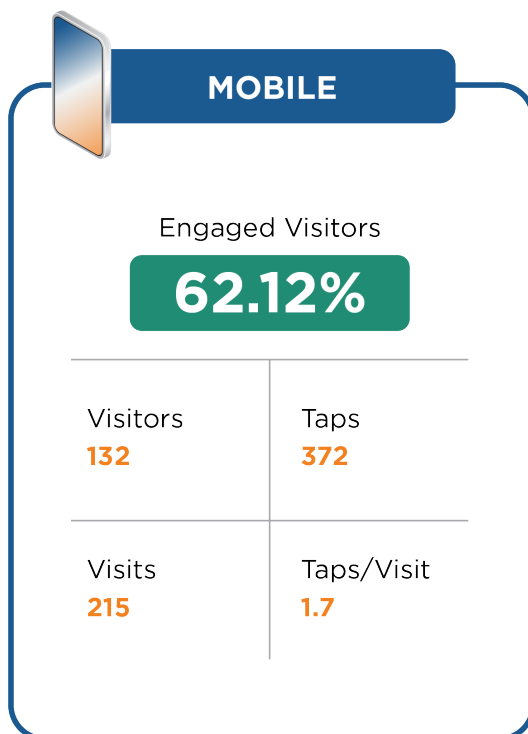 MOBILE
Engaged Visitors
62.12%
Visitors
132
Taps
372
Visits
215
Taps/Visit
1.7